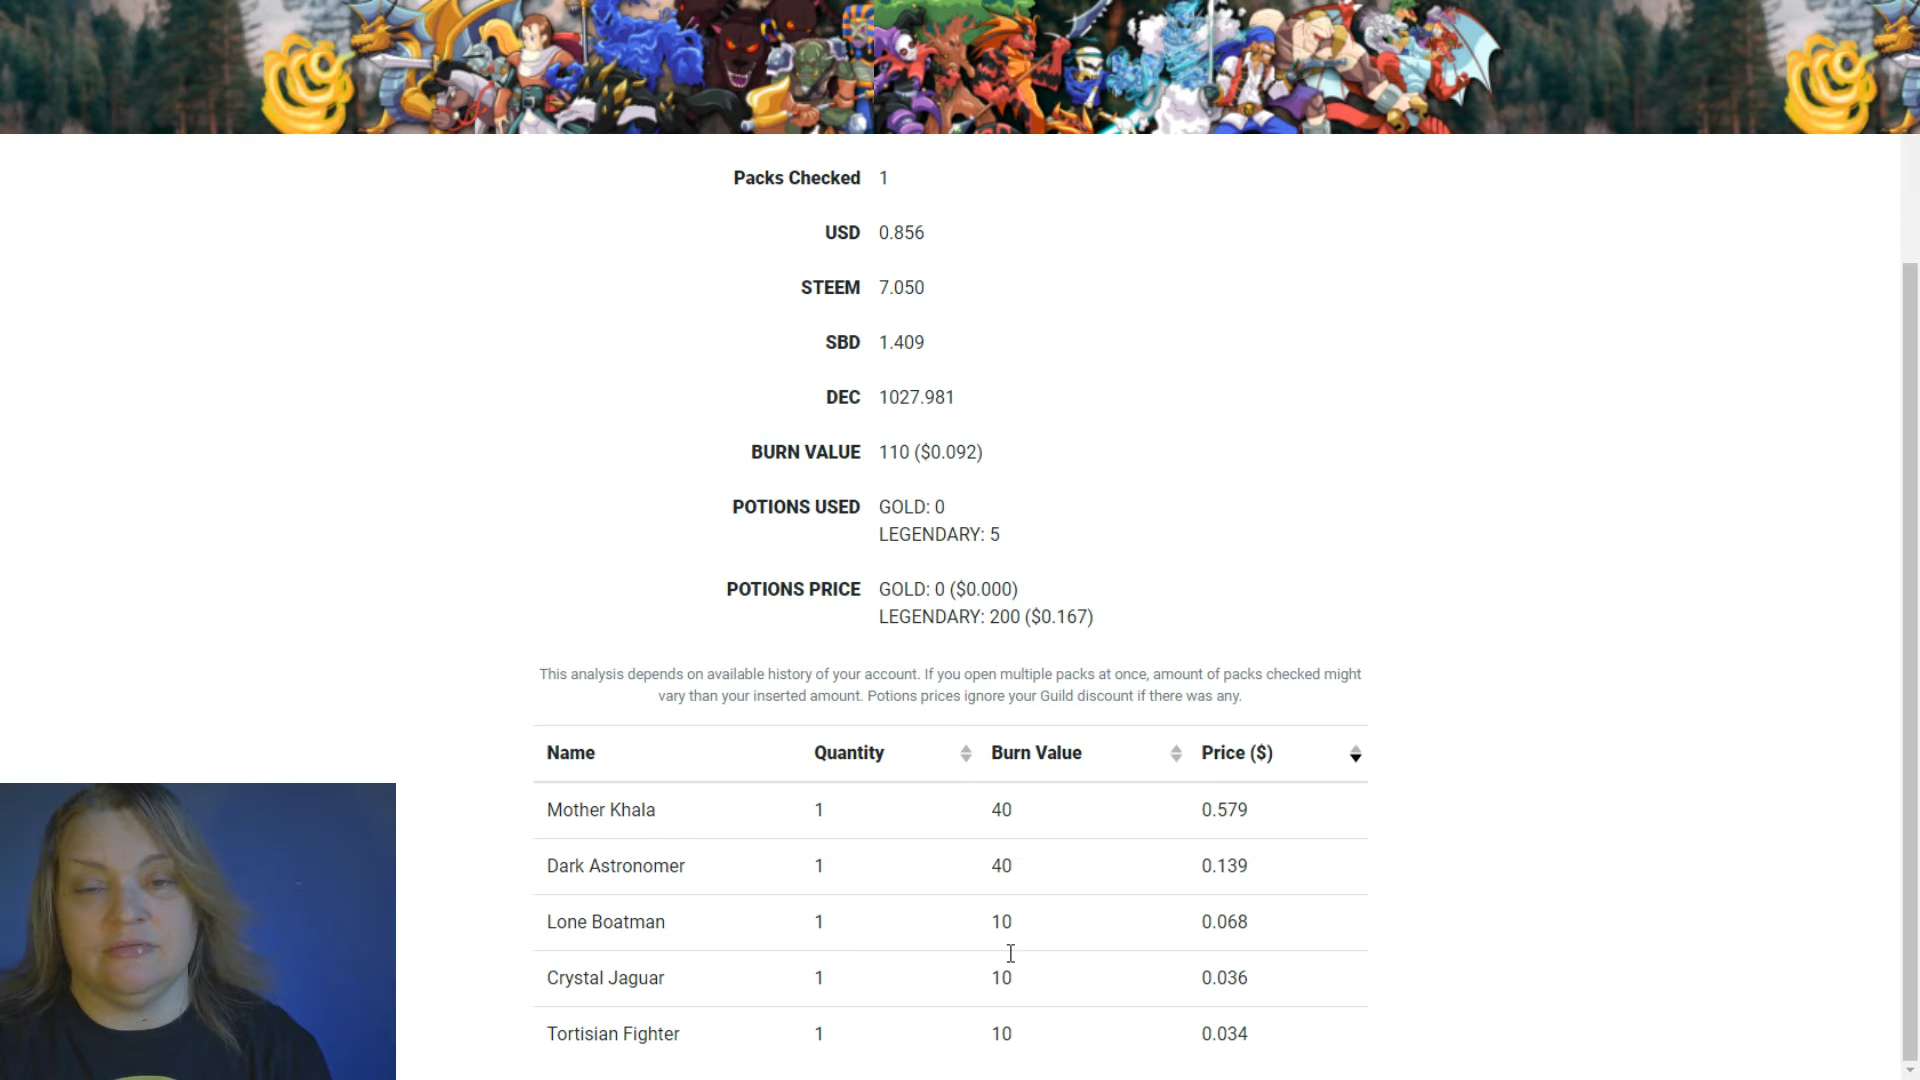 Packs Checked 1
USD 0.856
STEEM 7.050
SBD 1.409
DEC 1027.981
BURN VALUE 110 ($0.092)
POTIONS USED GOLD: 0
LEGENDARY: 5
POTIONS PRICE GOLD: 0 ($0.000)
LEGENDARY: 200 ($0.167)
This analysis depends on available history of your account. If you open multiple packs at once, amount of packs checked might
vary than your inserted amount. Potions prices ignore your Guild discount if there was any.
Name Quantity Burn Value Price ($)
Mother Khala 1 40 0.579
Dark Astronomer 1 40 0.139
Lone Boatman 1 10 0.068
Crystal Jaguar 1 10 0.036
Tortisian Fighter 1 10 0.034